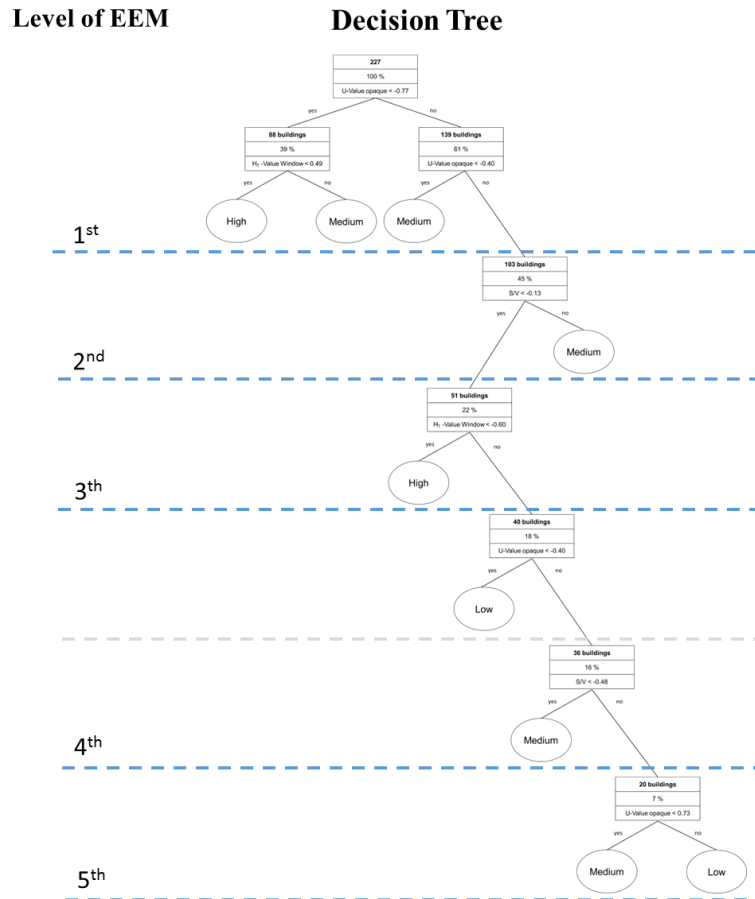 Level of EEM
Decision Tree
227
100 %
U-Value opaque < -0.77
yes
no
88 buildings
39 %
H_T -Value Window < 0.49
139 buildings
61 %
U-Value opaque < -0.40
yes
no
yes
no
High
Medium
Medium
1st
103 buildings
45 %
S/V < -0.13
yes
no
Medium
2nd
51 buildings
22 %
H_T -Value Window < -0.60
yes
no
High
3th
40 buildings
18 %
U-Value opaque < -0.40
yes
no
Low
36 buildings
16 %
S/V < -0.48
yes
no
Medium
4th
20 buildings
7 %
U-Value opaque < 0.73
yes
no
Medium
Low
5th